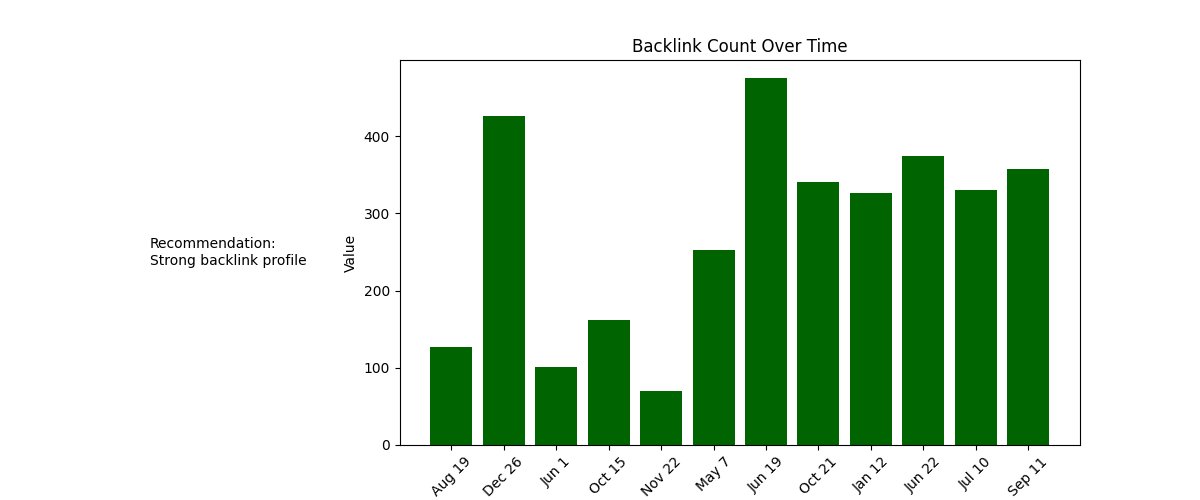 Backlink Count Over Time
Recommendation:
Strong backlink profile
Value
400
300
200
100
0
Aug 19
Dec 26
Jun 1
Oct 15
Nov 22
May 7
Jun 19
Oct 21
Jan 12
Jun 22
Jul 10
Sep 11